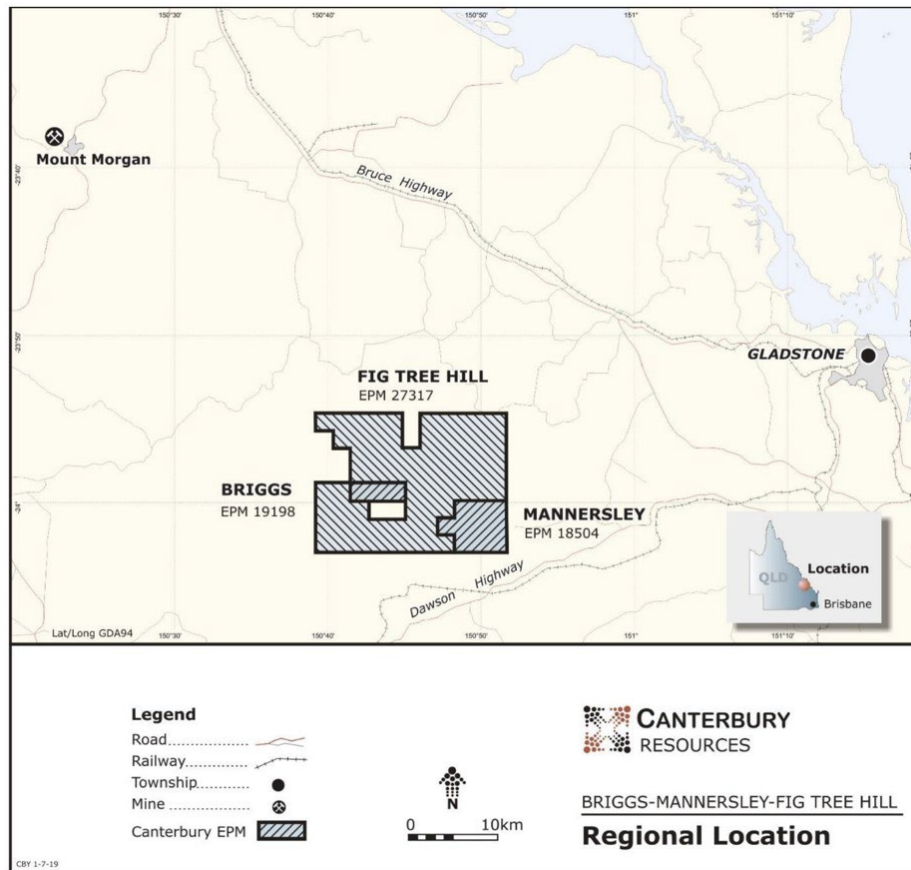 150°30'
150°40'
150°50'
151°
151°10'
Mount Morgan
-23°40'
Bruce Highway
-23°50'
GLADSTONE
FIG TREE HILL
EPM 27317
BRIGGS
EPM 19198
-24°
MANNERSLEY
EPM 18504
Dawson Highway
QLD
Location
Brisbane
Lat/Long GDA94
150°30'
150°40'
150°50'
151°
151°10'
Legend
Road
Railway
Township
Mine
Canterbury EPM
N
0 10km
CANTERBURY
RESOURCES
BRIGGS-MANNERSLEY-FIG TREE HILL
Regional Location
CBY 1-7-19